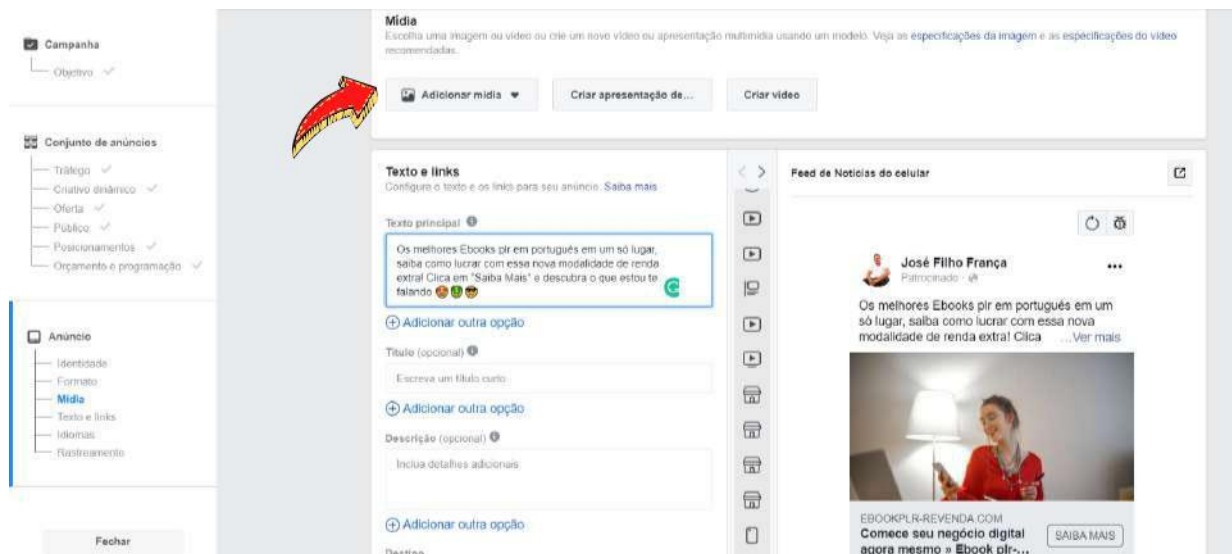 Campanha
Objetivo
Conjunto de anúncios
Tráfego
Criativo dinâmico
Oferta
Público
Posicionamentos
Orçamento e programação
Anúncio
Identidade
Formato
Mídia
Texto e links
Idiomas
Rastreamento
Fechar
Mídia
Escolha uma imagem ou vídeo ou crie um novo vídeo ou apresentação multimídia usando um modelo. Veja as especificações da imagem e as especificações do vídeo
recomendadas.
Adicionar mídia
Criar apresentação de...
Criar vídeo
Texto e links
Configure o texto e os links para seu anúncio. Saiba mais
Texto principal
Os melhores Ebooks plr em português em um só lugar,
saiba como lucrar com essa nova modalidade de renda
extra! Clica em "Saiba Mais" e descubra o que estou te
falando 😍🤑😎
Adicionar outra opção
Título (opcional)
Escreva um título curto
Adicionar outra opção
Descrição (opcional)
Inclua detalhes adicionais
Adicionar outra opção
Destino
Feed de Notícias do celular
José Filho França
Patrocinado
Os melhores Ebooks plr em português em um
só lugar, saiba como lucrar com essa nova
modalidade de renda extra! Clica ...Ver mais
EBOOKPLR-REVENDA.COM
Comece seu negócio digital
agora mesmo » Ebook plr-...
SAIBA MAIS